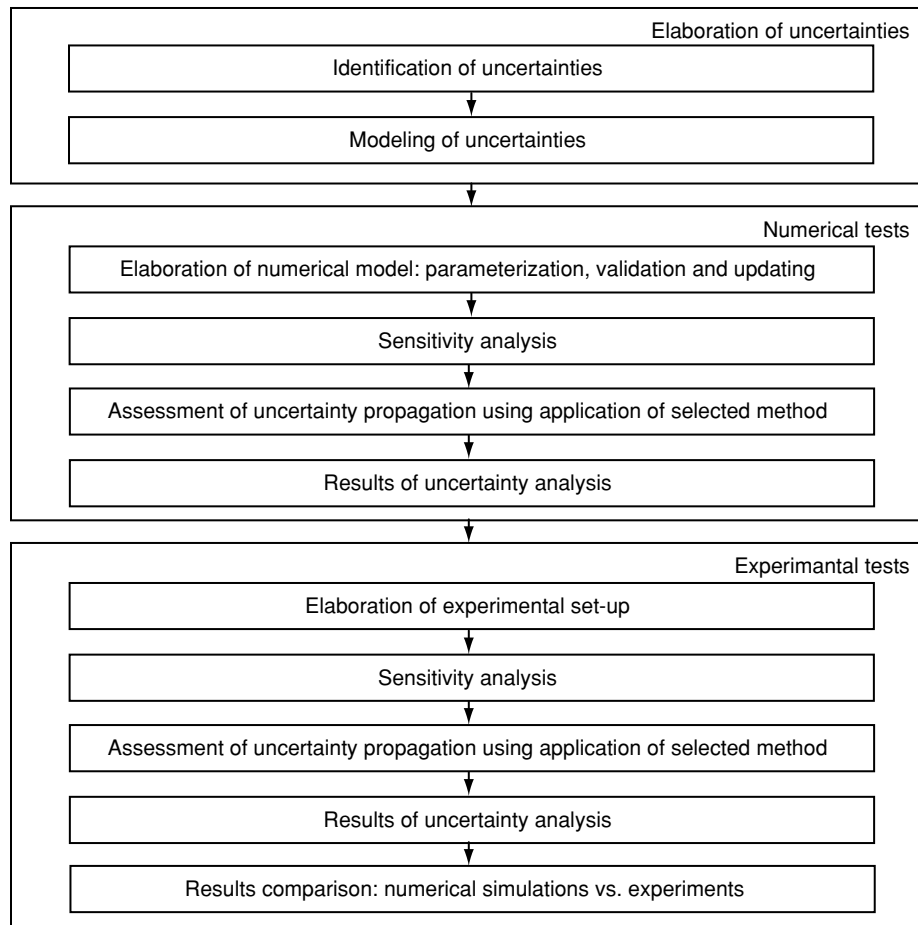 Elaboration of uncertainties
Identification of uncertainties
Modeling of uncertainties
Numerical tests
Elaboration of numerical model: parameterization, validation and updating
Sensitivity analysis
Assessment of uncertainty propagation using application of selected method
Results of uncertainty analysis
Experimantal tests
Elaboration of experimental set-up
Sensitivity analysis
Assessment of uncertainty propagation using application of selected method
Results of uncertainty analysis
Results comparison: numerical simulations vs. experiments